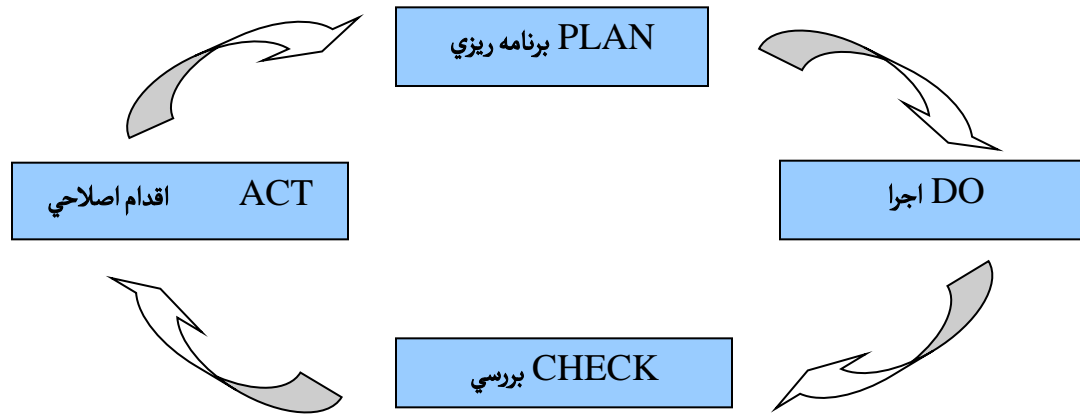 PLAN برنامه ريزي
DO اجرا
CHECK بررسي
ACT اقدام اصلاحي